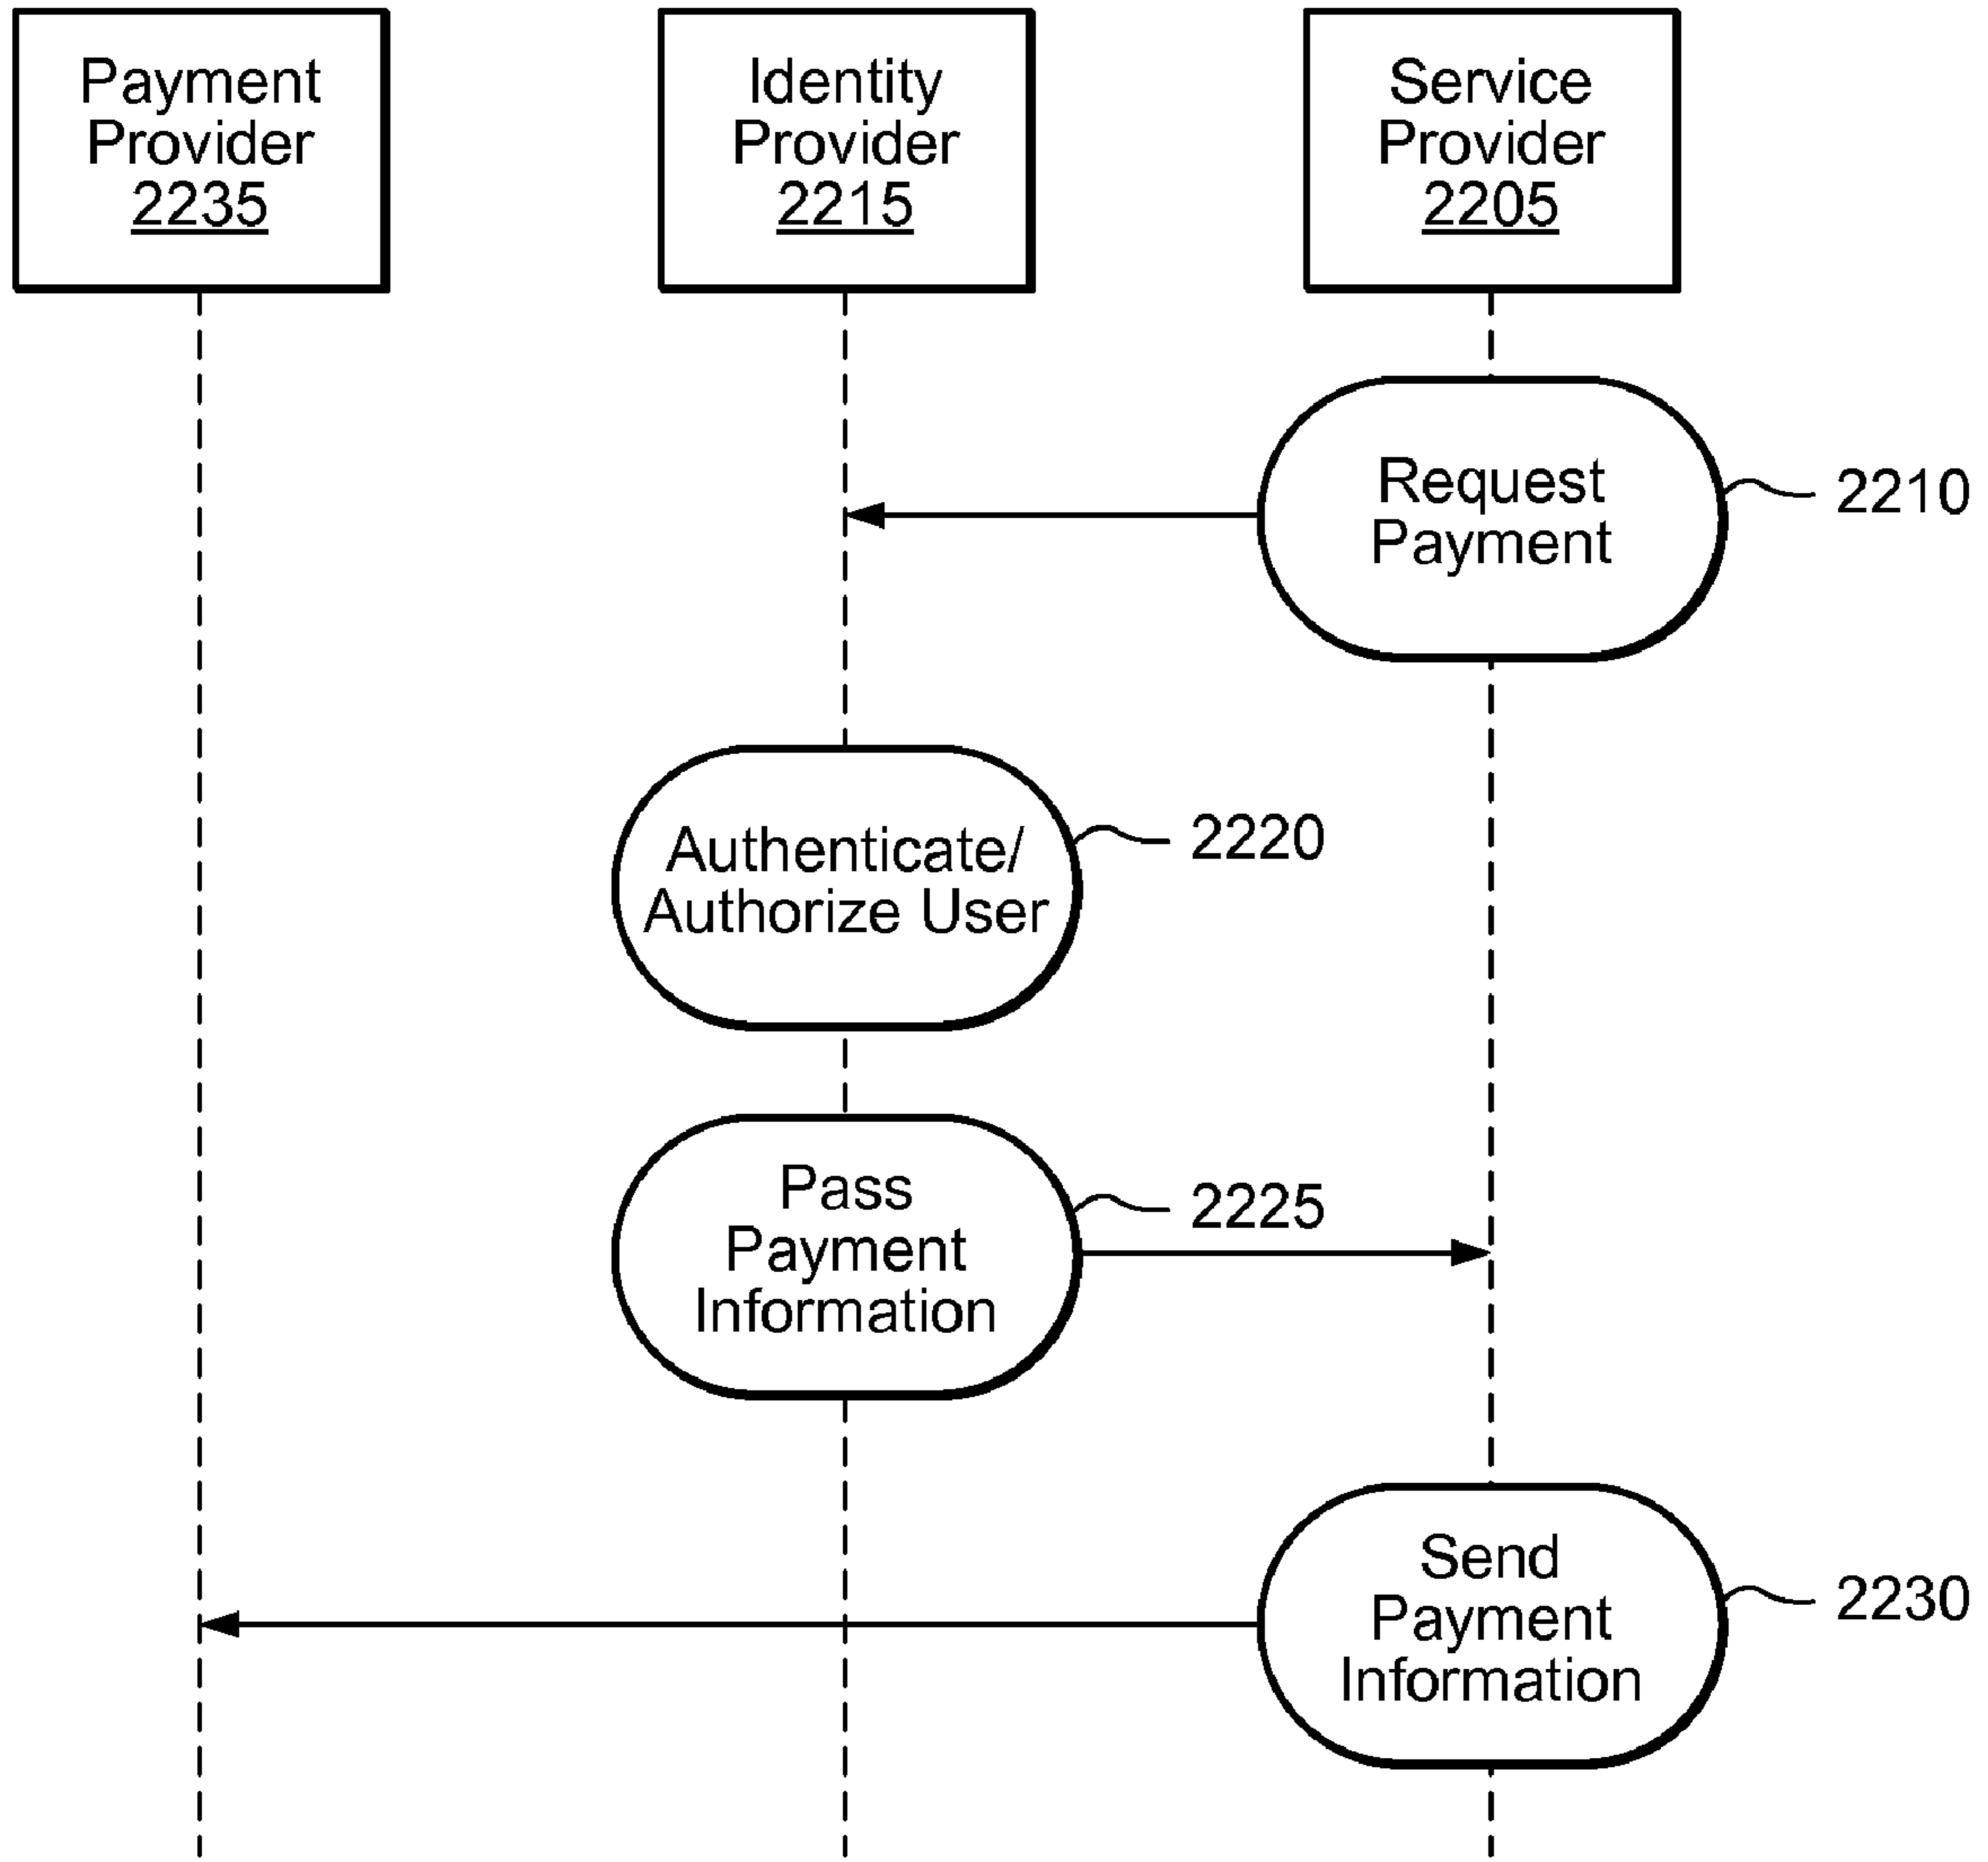 Payment
Provider
2235
Identity
Provider
2215
Service
Provider
2205
Request
Payment
2210
Authenticate/
Authorize User
2220
Pass
Payment
Information
2225
Send
Payment
Information
2230